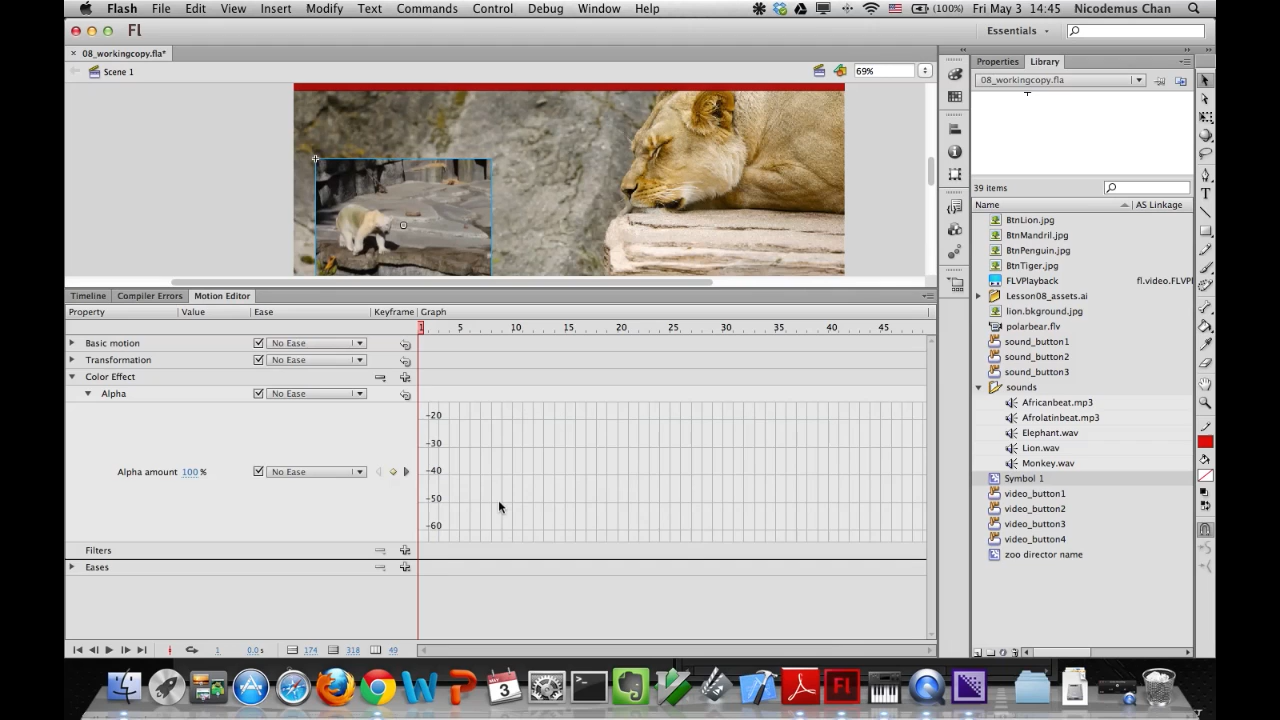 Flash File Edit View Insert Modify Text Commands Control Debug Window Help (100%) Fri May 3 14:45 Nicodemus Chan
Fl Essentials
× 08_workingcopy.fla*
Scene 1 69%
Properties Library
08_workingcopy.fla
39 items
Name AS Linkage
BtnLion.jpg
BtnMandril.jpg
BtnPenguin.jpg
BtnTiger.jpg
FLVPlayback fl.video.FLVP
Lesson08_assets.ai
lion.bkground.jpg
polarbear.flv
sound_button1
sound_button2
sound_button3
sounds
Africanbeat.mp3
Afrolatinbeat.mp3
Elephant.wav
Lion.wav
Monkey.wav
Symbol 1
video_button1
video_button2
video_button3
video_button4
zoo director name
Timeline Compiler Errors Motion Editor
Property Value Ease Keyframe Graph
1 5 10 15 20 25 30 35 40 45
Basic motion No Ease
Transformation No Ease
Color Effect
Alpha No Ease
-20
-30
Alpha amount 100 % No Ease -40
-50
-60
Filters
Eases
1 0.0 s 174 318 49
MAY 3 Fl